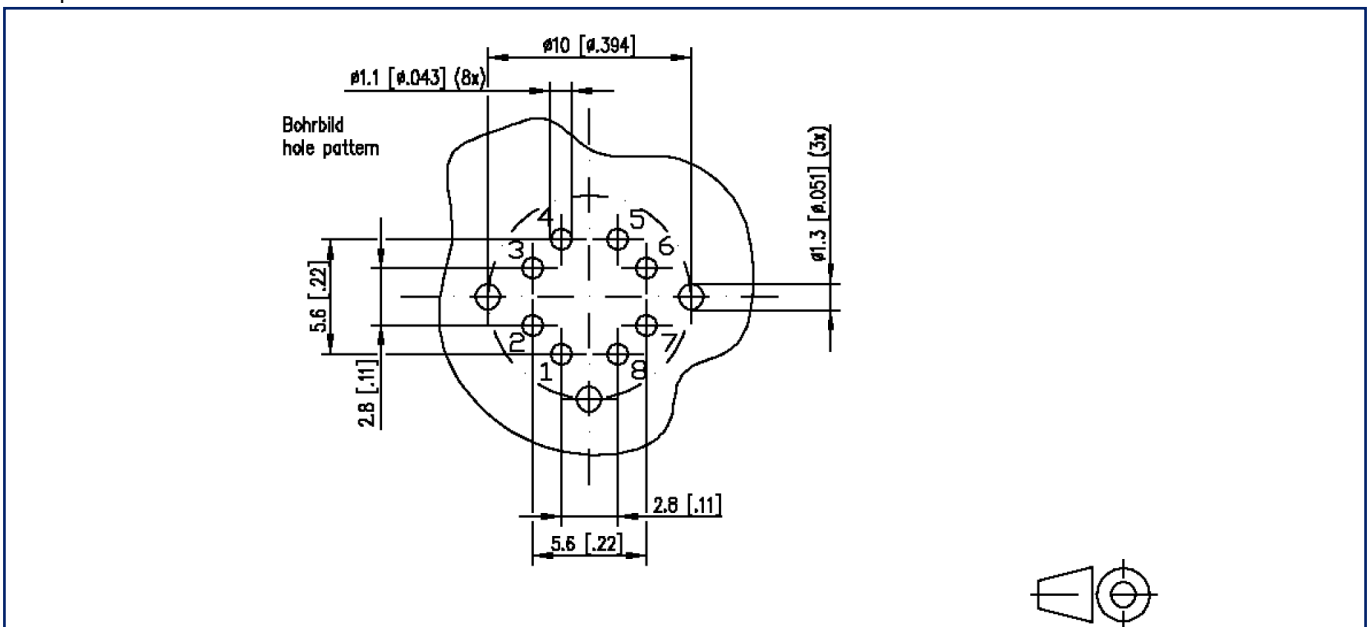 ø10 [ø.394]
ø1.1 [ø.043] (8x)
Bohrbild
hole pattern
ø1.3 [ø.051] (3x)
4
5
3
6
5.6 [.22]
2.8 [.11]
2
7
1
8
2.8 [.11]
5.6 [.22]